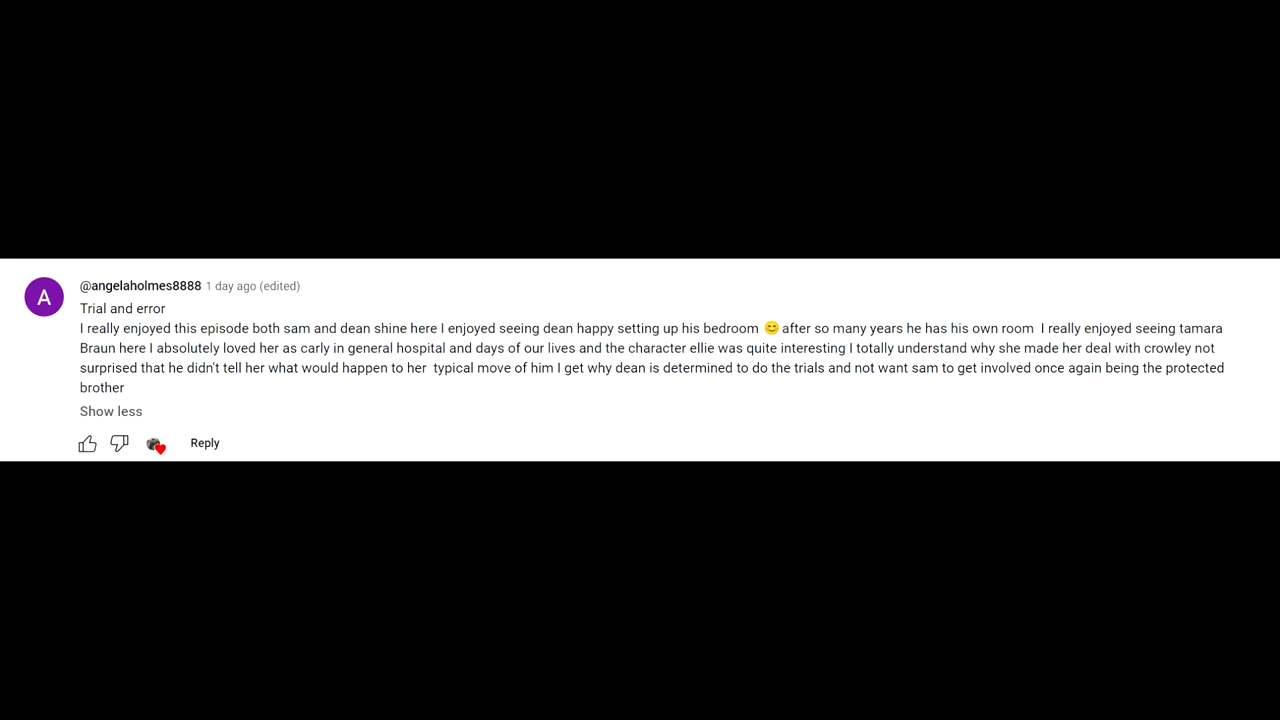 @angelaholmes8888 1 day ago (edited)
Trial and error
I really enjoyed this episode both sam and dean shine here I enjoyed seeing dean happy setting up his bedroom 😊 after so many years he has his own room  I really enjoyed seeing tamara
Braun here I absolutely loved her as carly in general hospital and days of our lives and the character ellie was quite interesting I totally understand why she made her deal with crowley not
surprised that he didn't tell her what would happen to her  typical move of him I get why dean is determined to do the trials and not want sam to get involved once again being the protected
brother
Show less
Reply
A